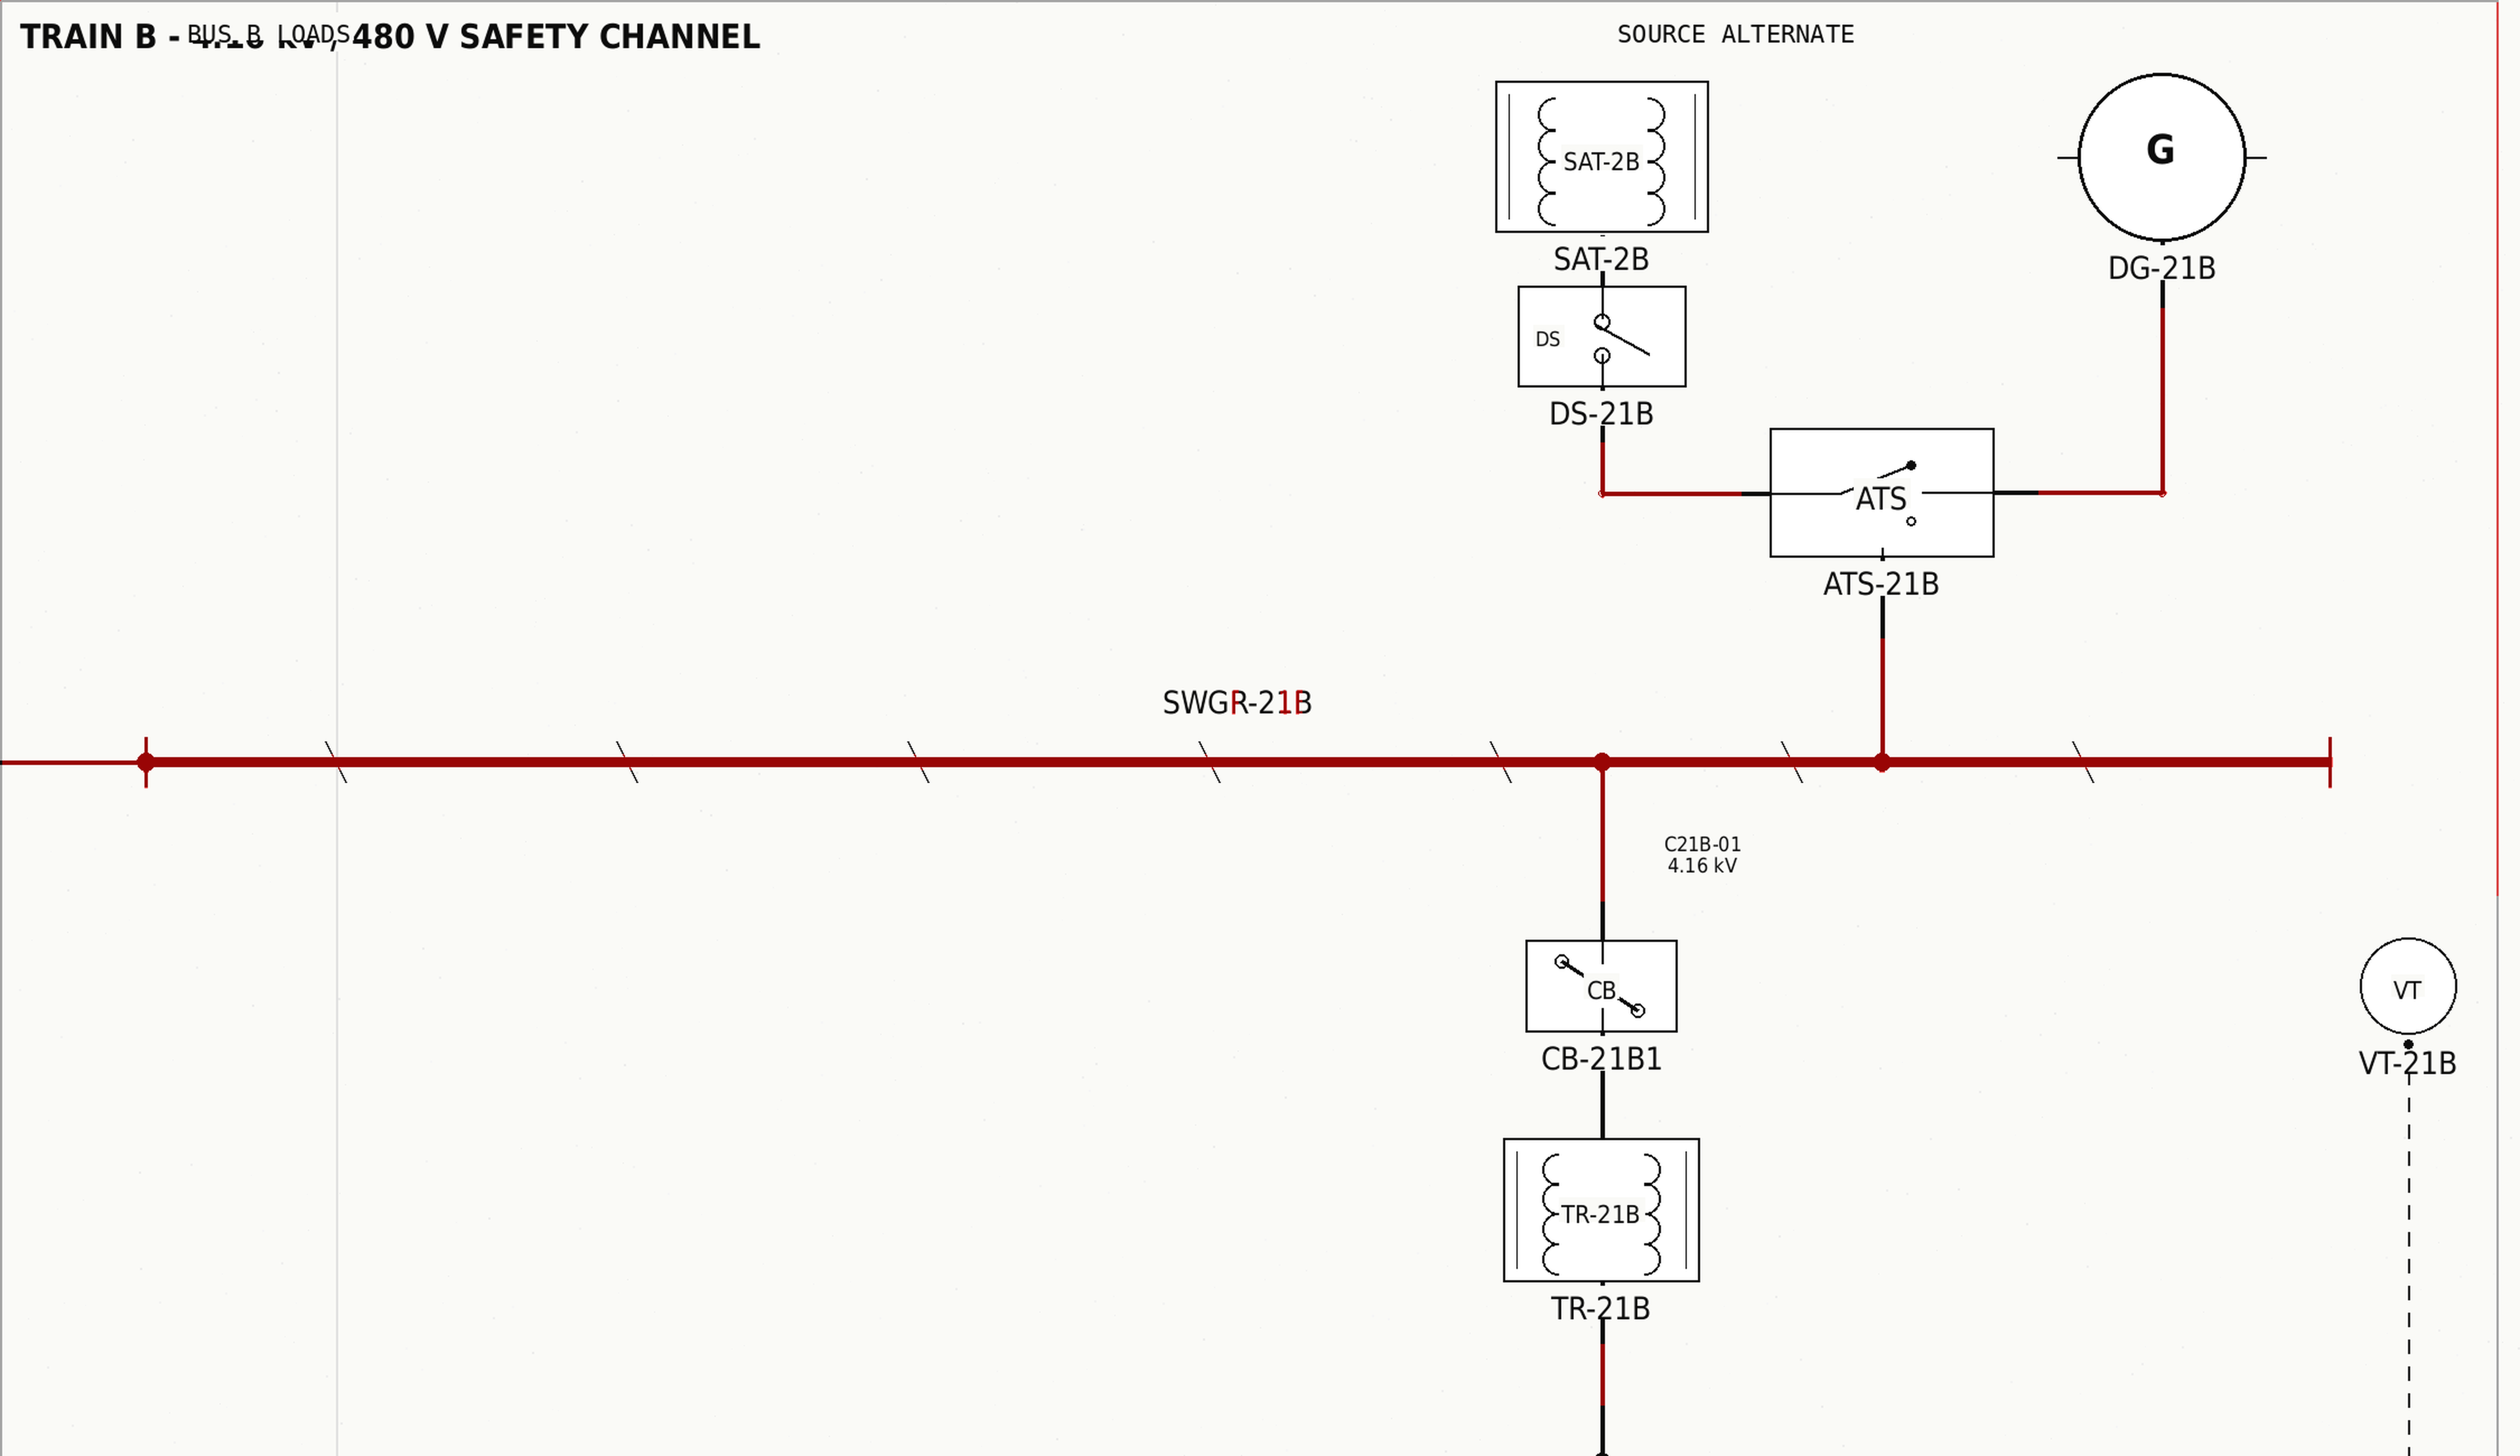 TRAIN B - 4.16 kV / 480 V SAFETY CHANNEL
BUS B LOADS
SOURCE ALTERNATE
SAT-2B
SAT-2B
G
DG-21B
DS
DS-21B
ATS
ATS-21B
SWGR-21B
C21B-01
4.16 kV
CB
CB-21B1
VT
VT-21B
TR-21B
TR-21B